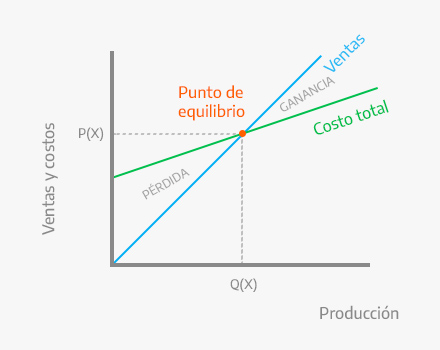 Ventas
Punto de
equilibrio
GANANCIA
Costo total
P(X)
PÉRDIDA
Ventas y costos
Q(X)
Producción